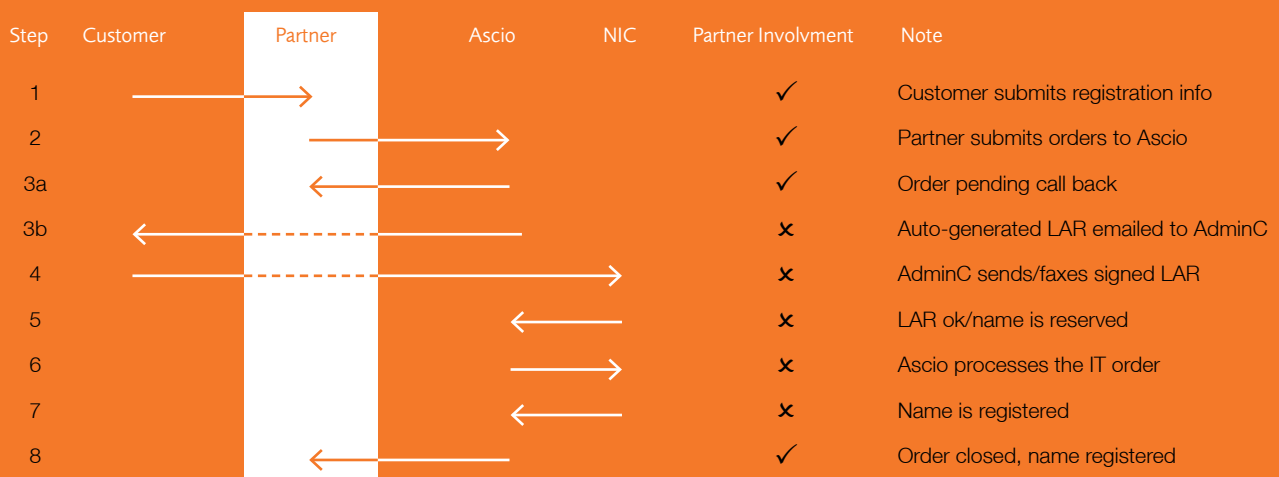 Step Customer Partner Ascio NIC Partner Involvment Note
1 ✓ Customer submits registration info
2 ✓ Partner submits orders to Ascio
3a ✓ Order pending call back
3b ✗ Auto-generated LAR emailed to AdminC
4 ✗ AdminC sends/faxes signed LAR
5 ✗ LAR ok/name is reserved
6 ✗ Ascio processes the IT order
7 ✗ Name is registered
8 ✓ Order closed, name registered